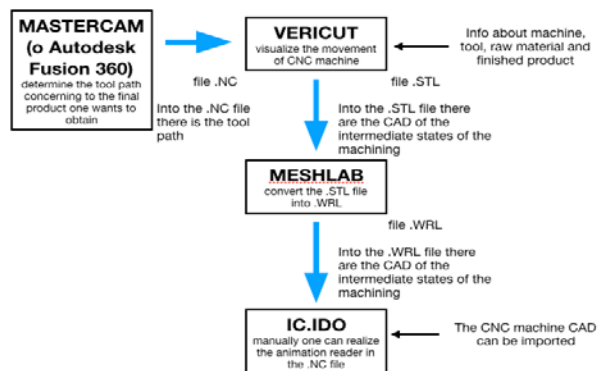 MASTERCAM
(o Autodesk
Fusion 360)
determine the tool path
concerning to the final
product one wants to
obtain
file .NC
Into the .NC file
there is the tool
path
VERICUT
visualize the movement
of CNC machine
Info about machine,
tool, raw material and
finished product
file .STL
Into the .STL file there
are the CAD of the
intermediate states of the
machining
MESHLAB
convert the .STL file
into .WRL
file .WRL
Into the .WRL file there
are the CAD of the
intermediate states of the
machining
IC.IDO
manually one can realize
the animation reader in
the .NC file
The CNC machine CAD
can be imported